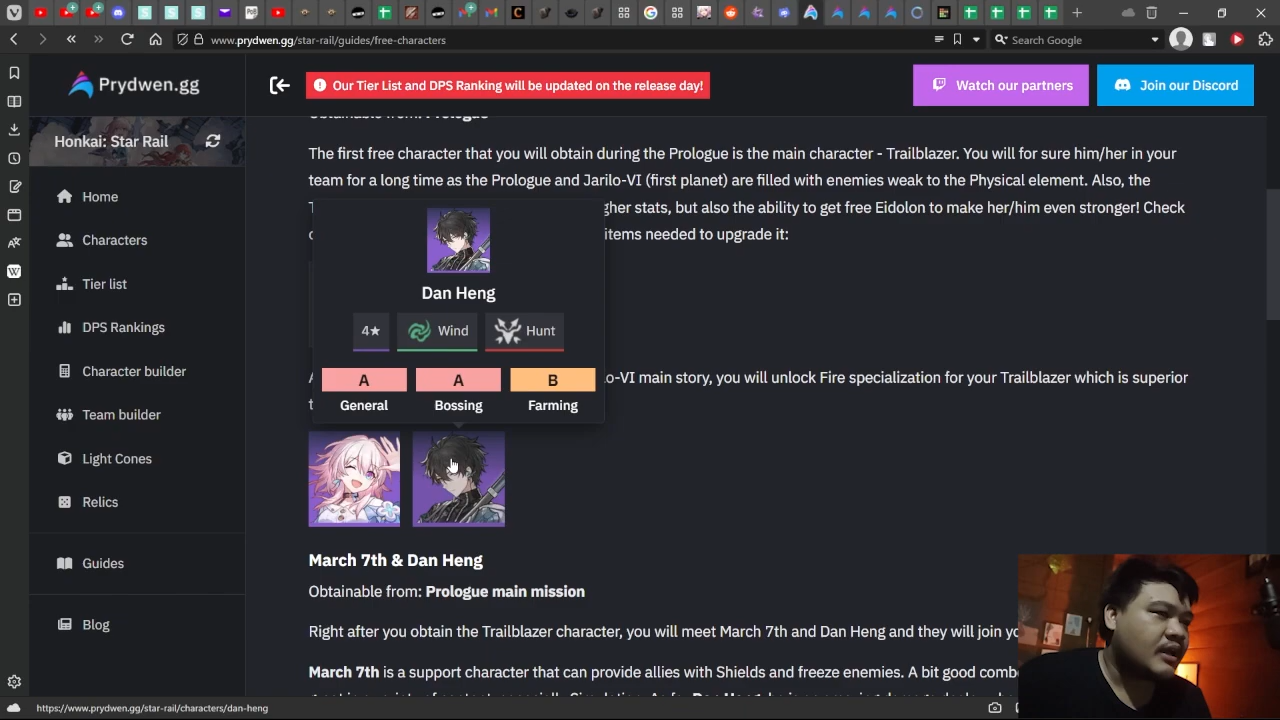 www.prydwen.gg/star-rail/guides/free-characters
Search Google
Prydwen.gg
Our Tier List and DPS Ranking will be updated on the release day!
Watch our partners
Join our Discord
Honkai: Star Rail
Home
Characters
Tier list
DPS Rankings
Character builder
Team builder
Light Cones
Relics
Guides
Blog
The first free character that you will obtain during the Prologue is the main character - Trailblazer. You will for sure him/her in your
team for a long time as the Prologue and Jarilo-VI (first planet) are filled with enemies weak to the Physical element. Also, the
gher stats, but also the ability to get free Eidolon to make her/him even stronger! Check
items needed to upgrade it:
Dan Heng
4★ Wind Hunt
A A B
General Bossing Farming
lo-VI main story, you will unlock Fire specialization for your Trailblazer which is superior
March 7th & Dan Heng
Obtainable from: Prologue main mission
Right after you obtain the Trailblazer character, you will meet March 7th and Dan Heng and they will join yo
March 7th is a support character that can provide allies with Shields and freeze enemies. A bit good comb
https://www.prydwen.gg/star-rail/characters/dan-heng